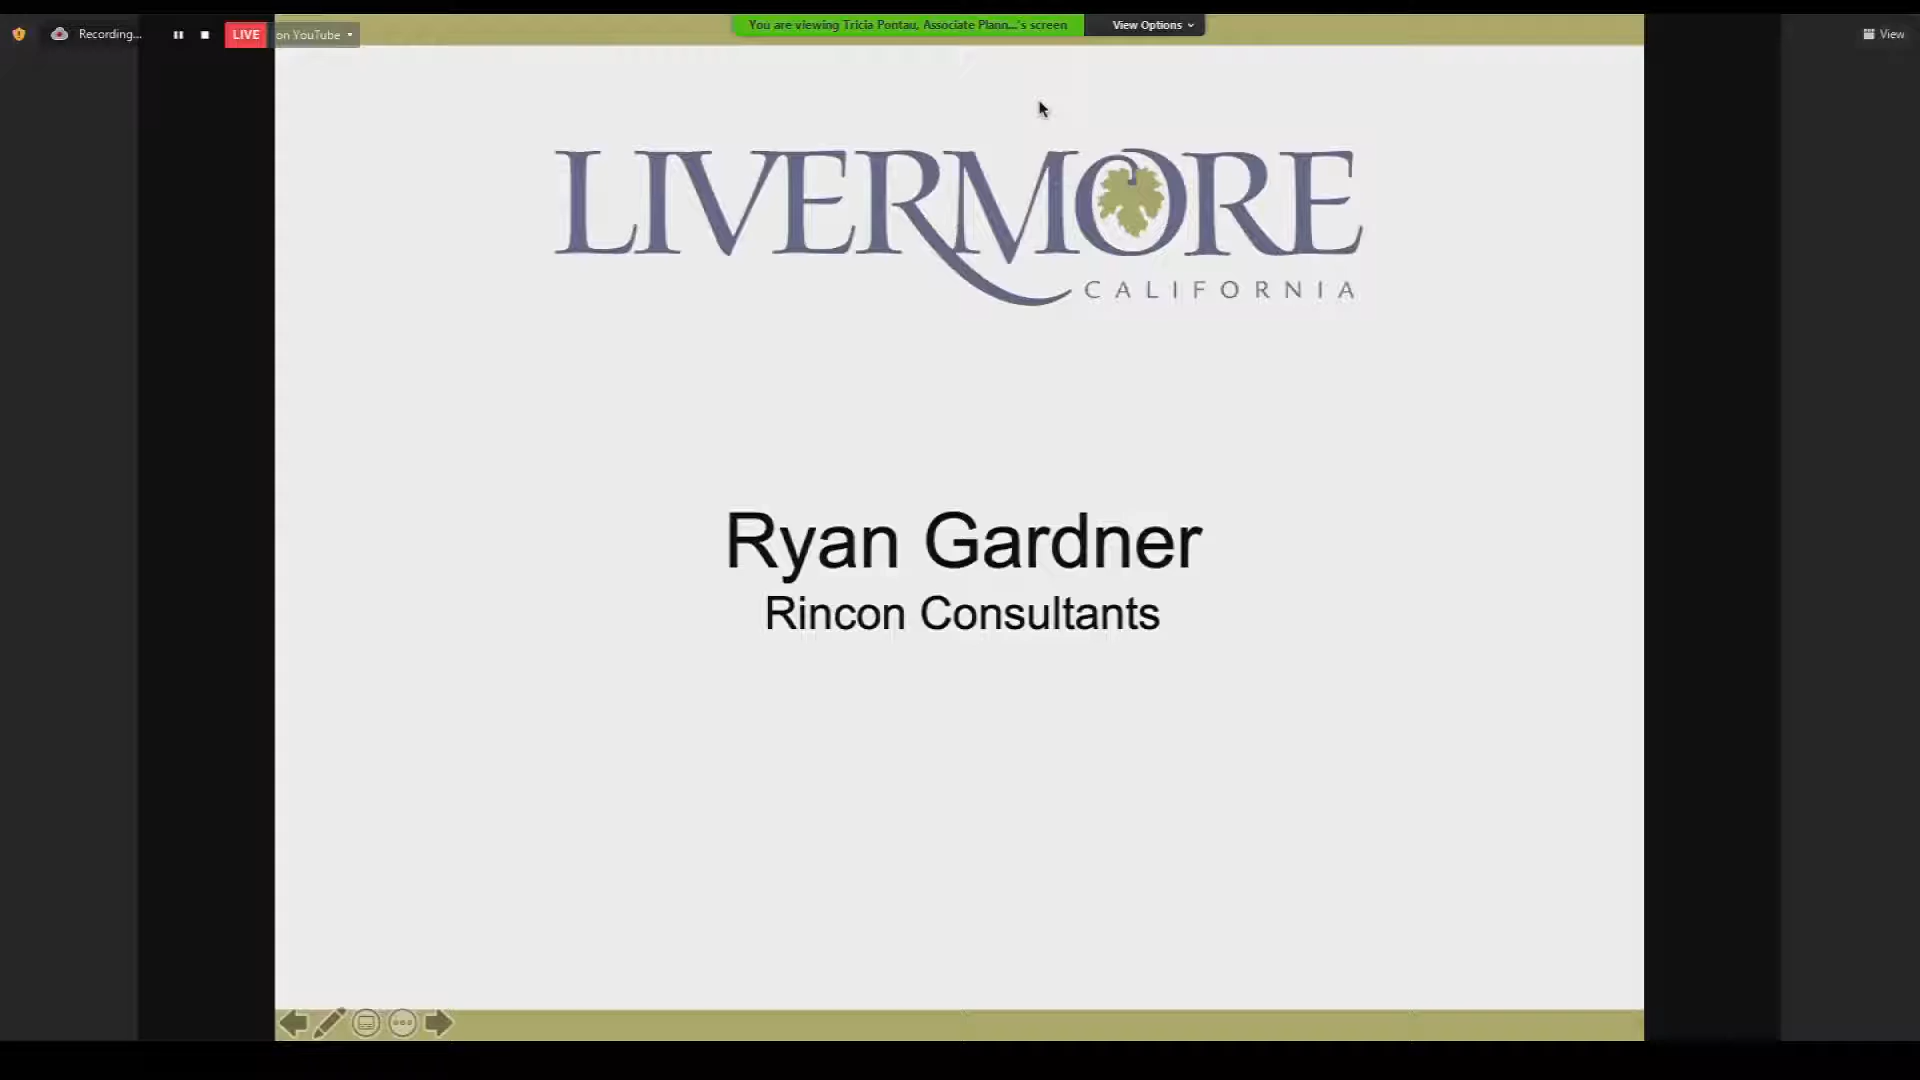 Recording...
LIVE
on YouTube
You are viewing Tricia Pontau, Associate Plann...'s screen
View Options
View
LIVERMORE
CALIFORNIA
Ryan Gardner
Rincon Consultants